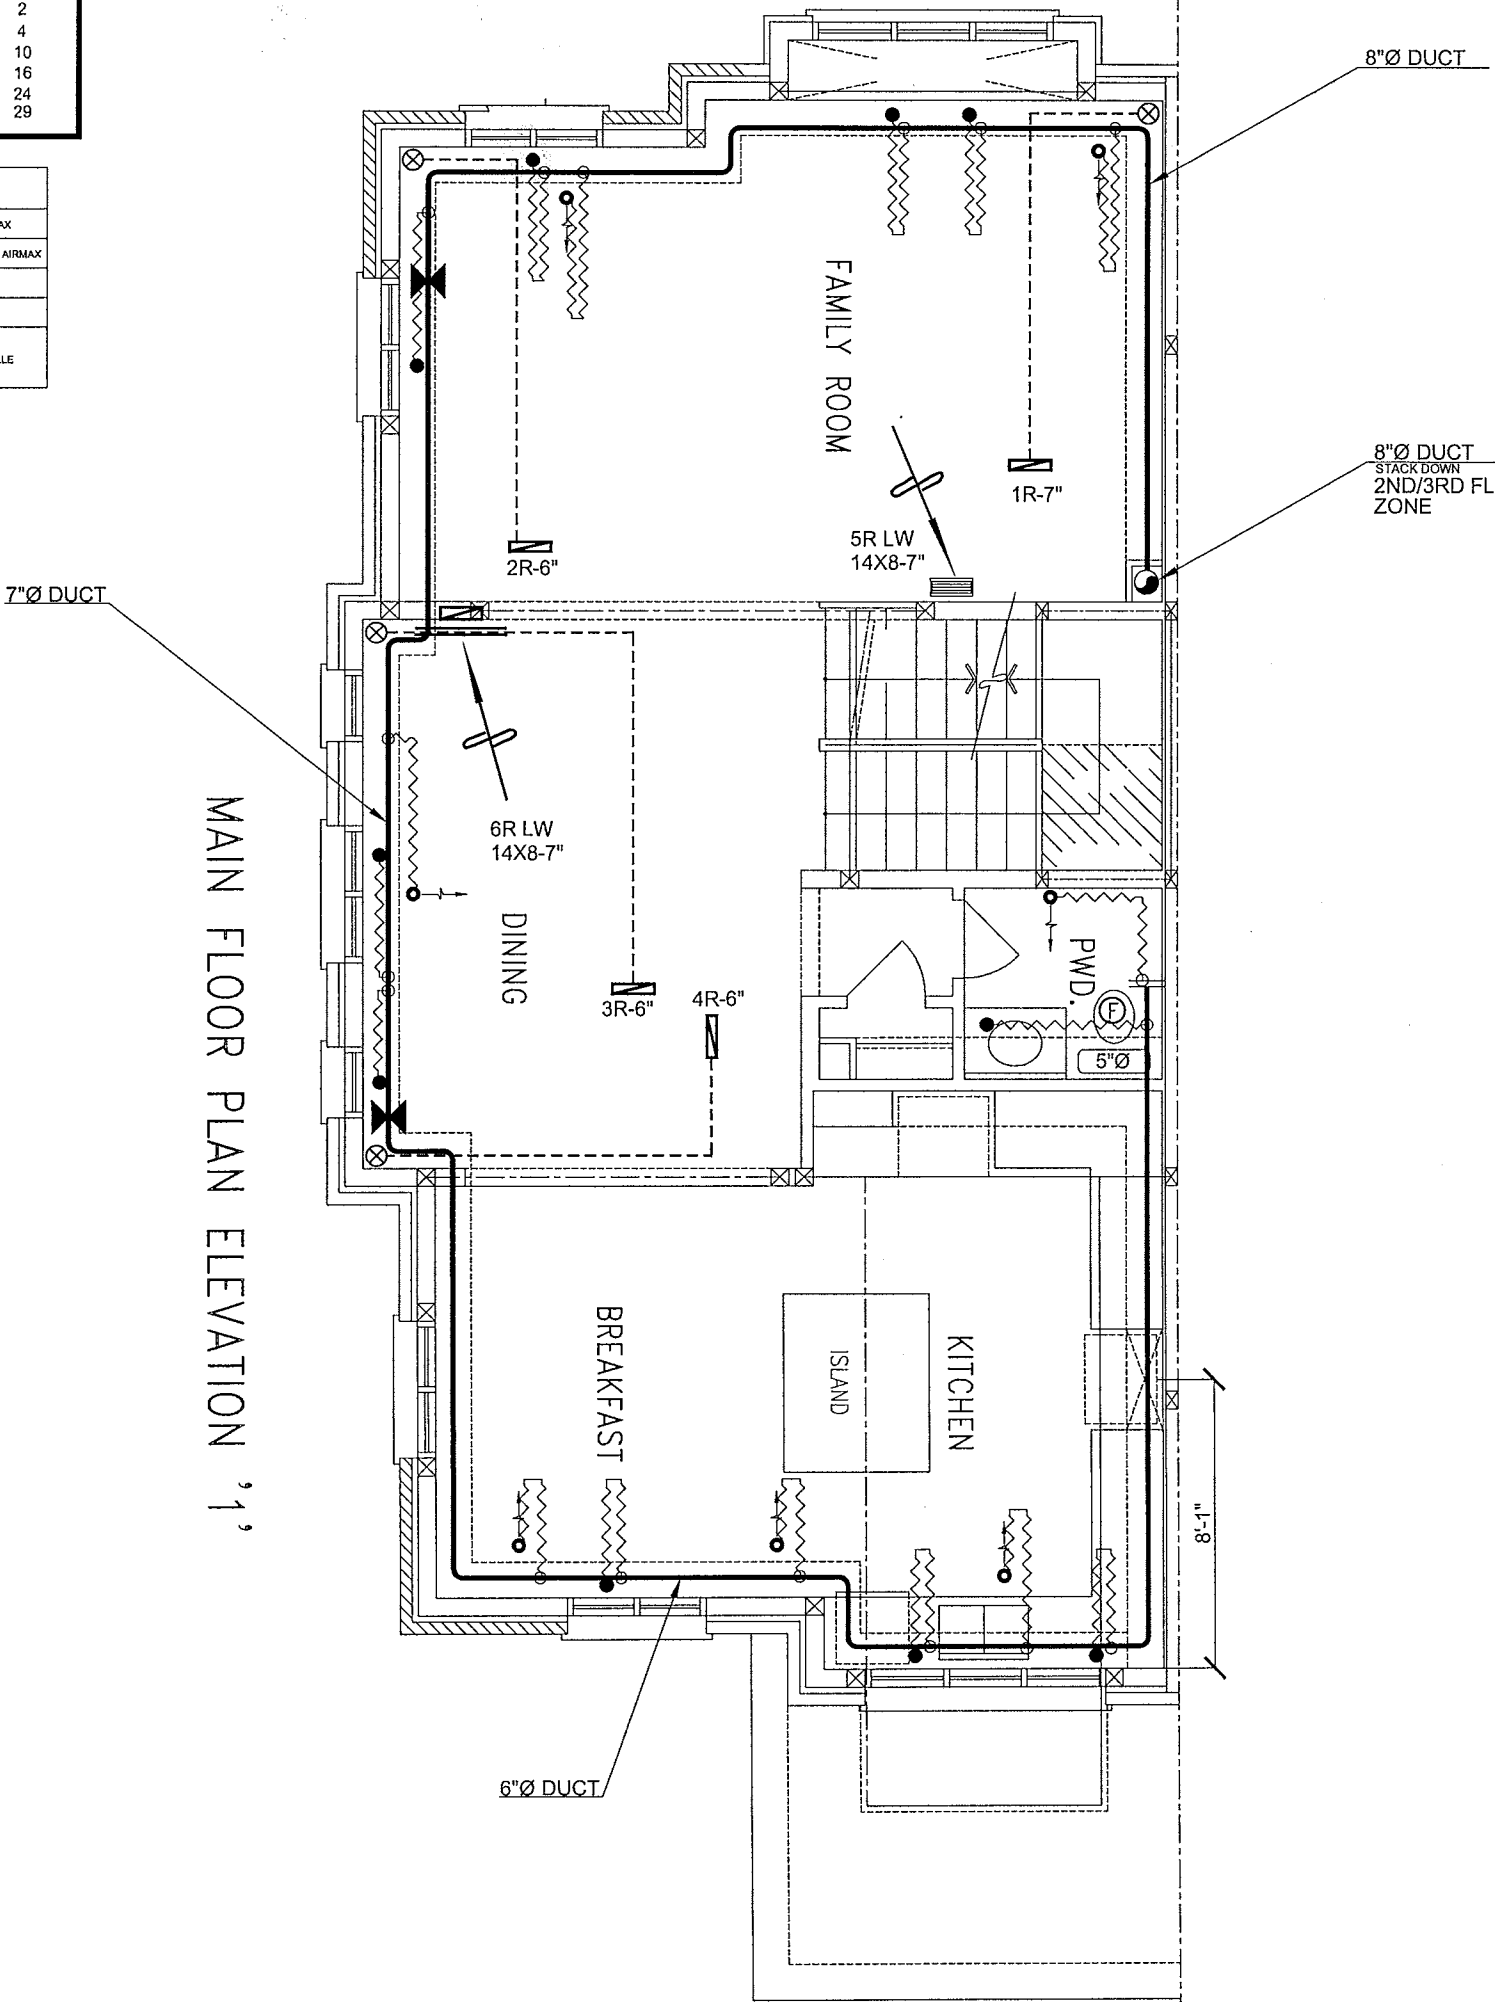 2
4
10
16
24
29
AX
AIRMAX
LE
8"Ø DUCT
FAMILY ROOM
8"Ø DUCT
STACK DOWN
2ND/3RD FL
ZONE
1R-7"
5R LW
14X8-7"
2R-6"
7"Ø DUCT
6R LW
14X8-7"
DINING
3R-6"
4R-6"
PWD.
F
5"Ø
MAIN FLOOR PLAN ELEVATION '1'
BREAKFAST
ISLAND
KITCHEN
8'-1"
6"Ø DUCT